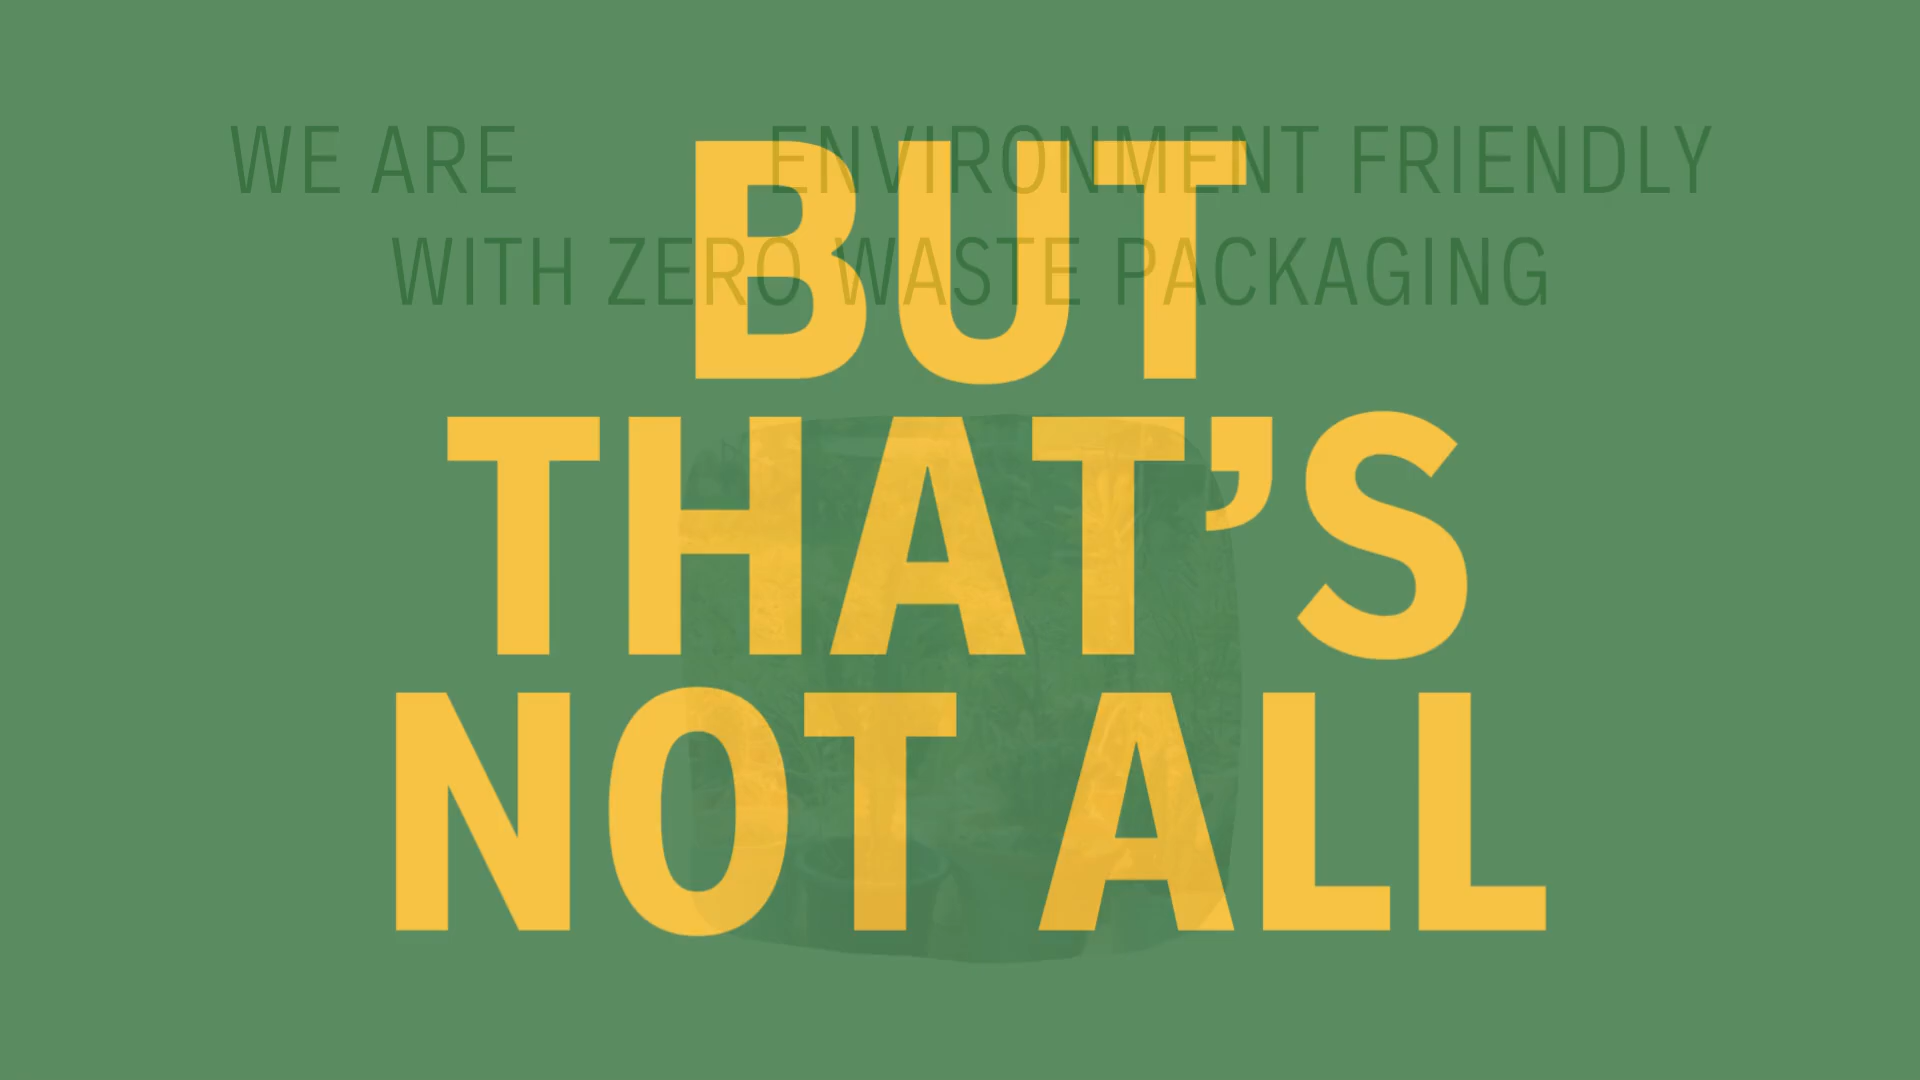 WE ARE ENVIRONMENT FRIENDLY
WITH ZERO WASTE PACKAGING
BUT
THAT’S
NOT ALL